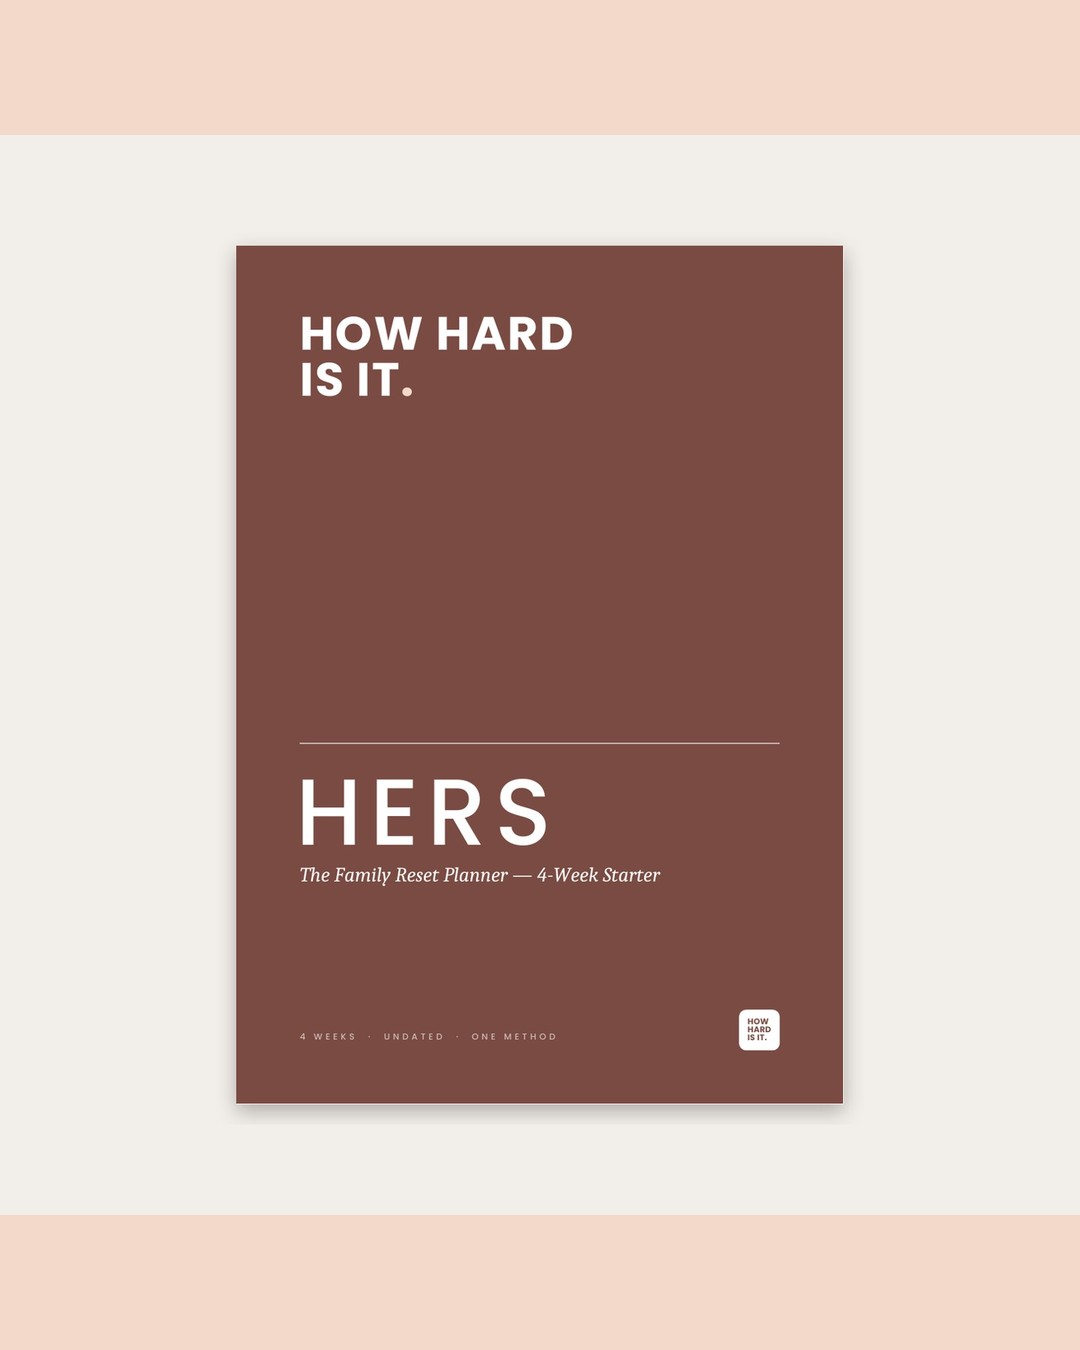 HOW HARD
IS IT.
HERS
The Family Reset Planner — 4-Week Starter
4 WEEKS · UNDATED · ONE METHOD
HOW
HARD
IS IT.